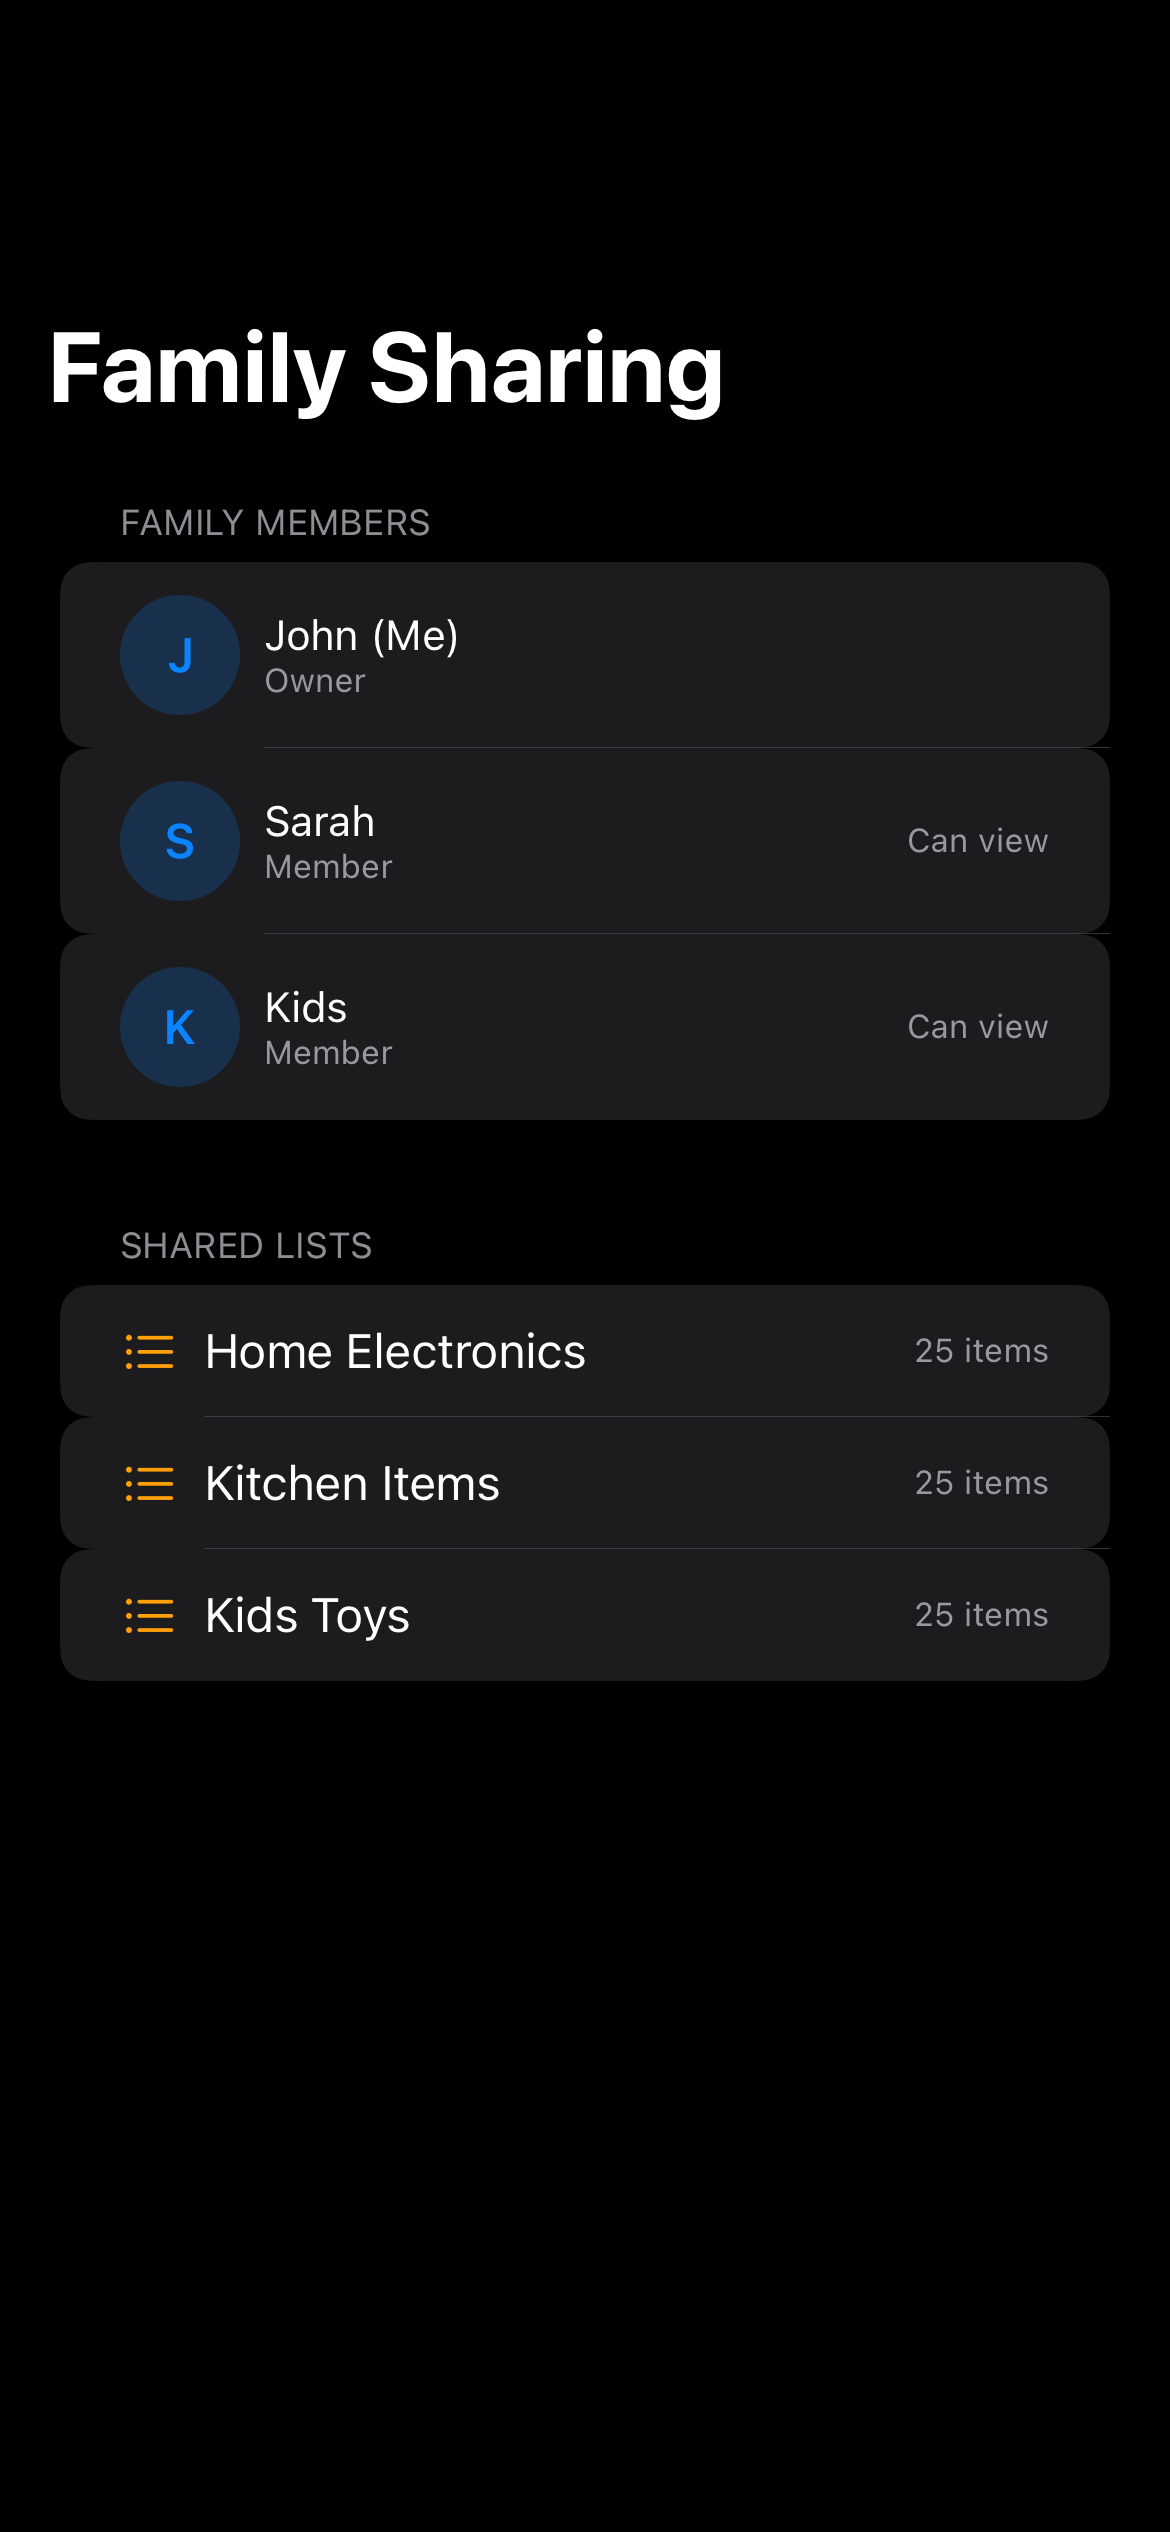 Family Sharing
FAMILY MEMBERS
J
John (Me)
Owner
S
Sarah
Member
Can view
K
Kids
Member
Can view
SHARED LISTS
Home Electronics
25 items
Kitchen Items
25 items
Kids Toys
25 items